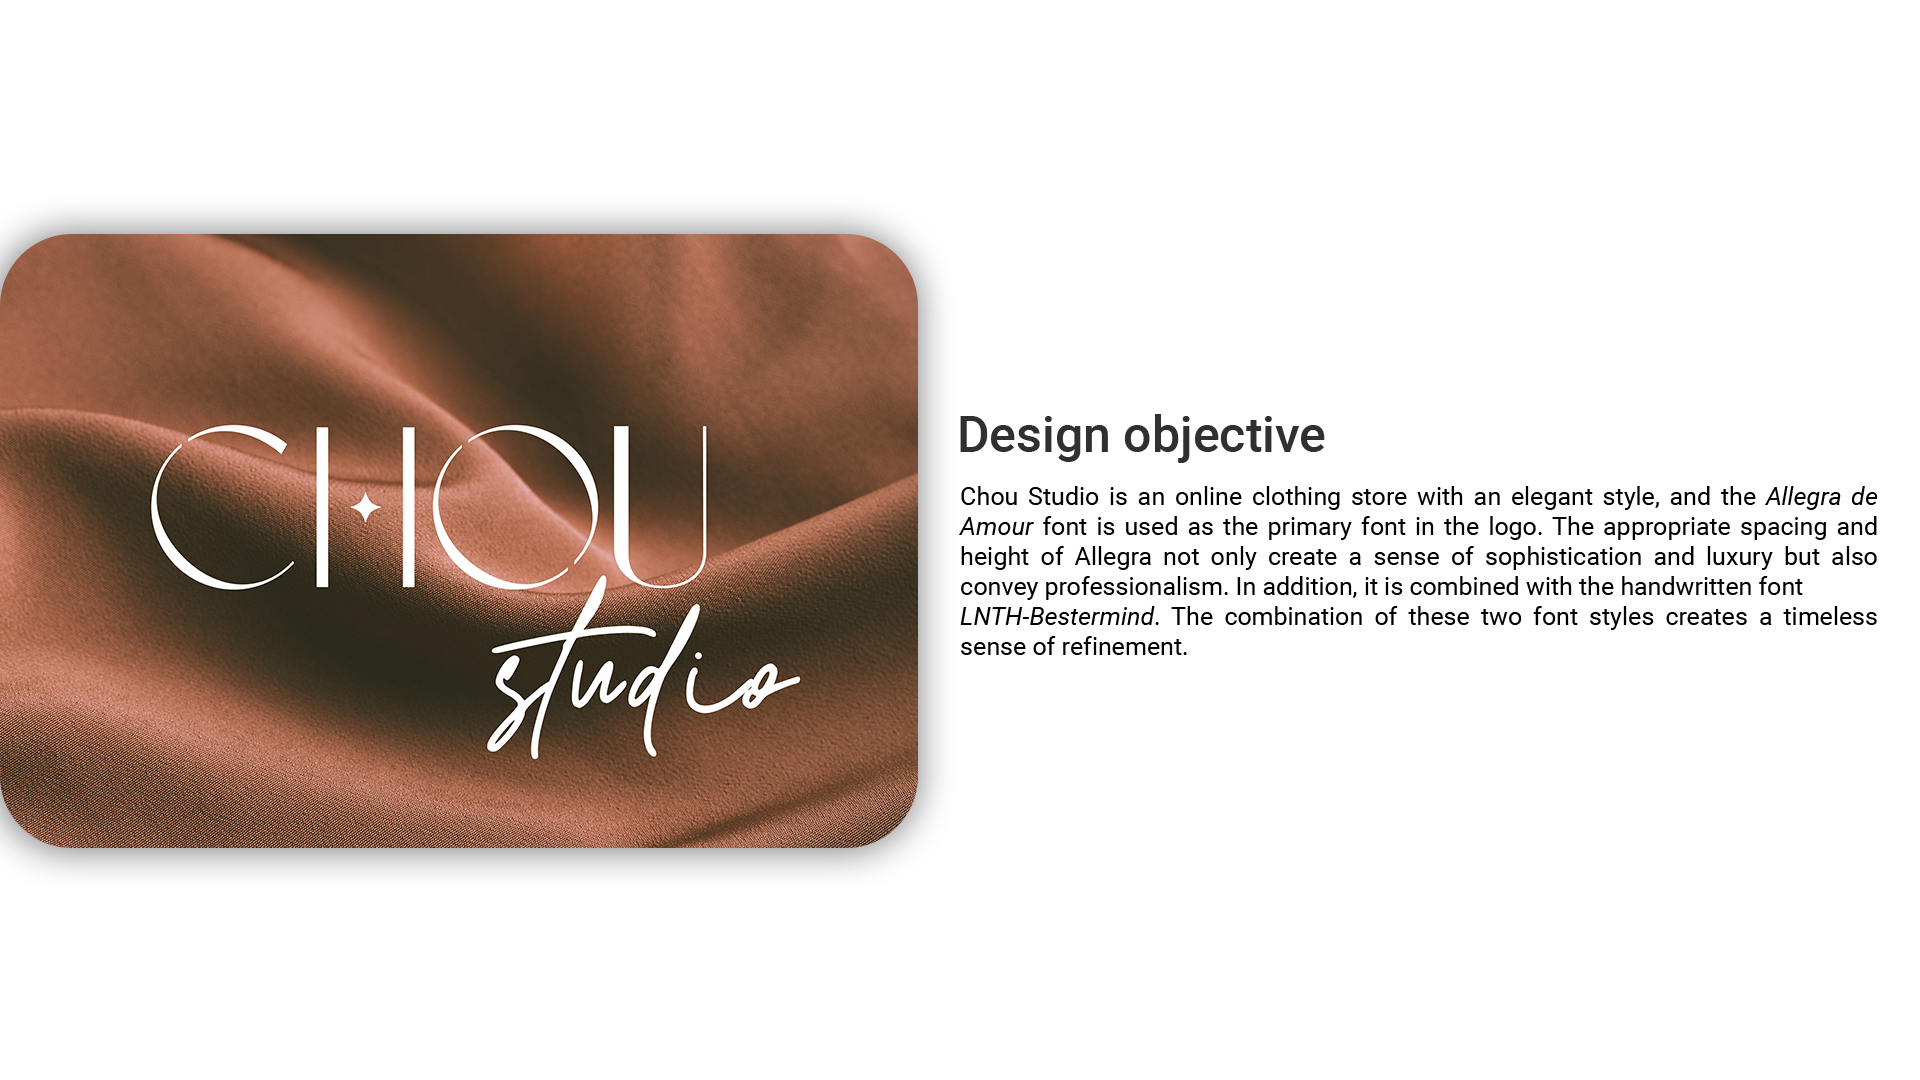 CHOU
studio
Design objective
Chou Studio is an online clothing store with an elegant style, and the Allegra de
Amour font is used as the primary font in the logo. The appropriate spacing and
height of Allegra not only create a sense of sophistication and luxury but also
convey professionalism. In addition, it is combined with the handwritten font
LNTH-Bestermind. The combination of these two font styles creates a timeless
sense of refinement.